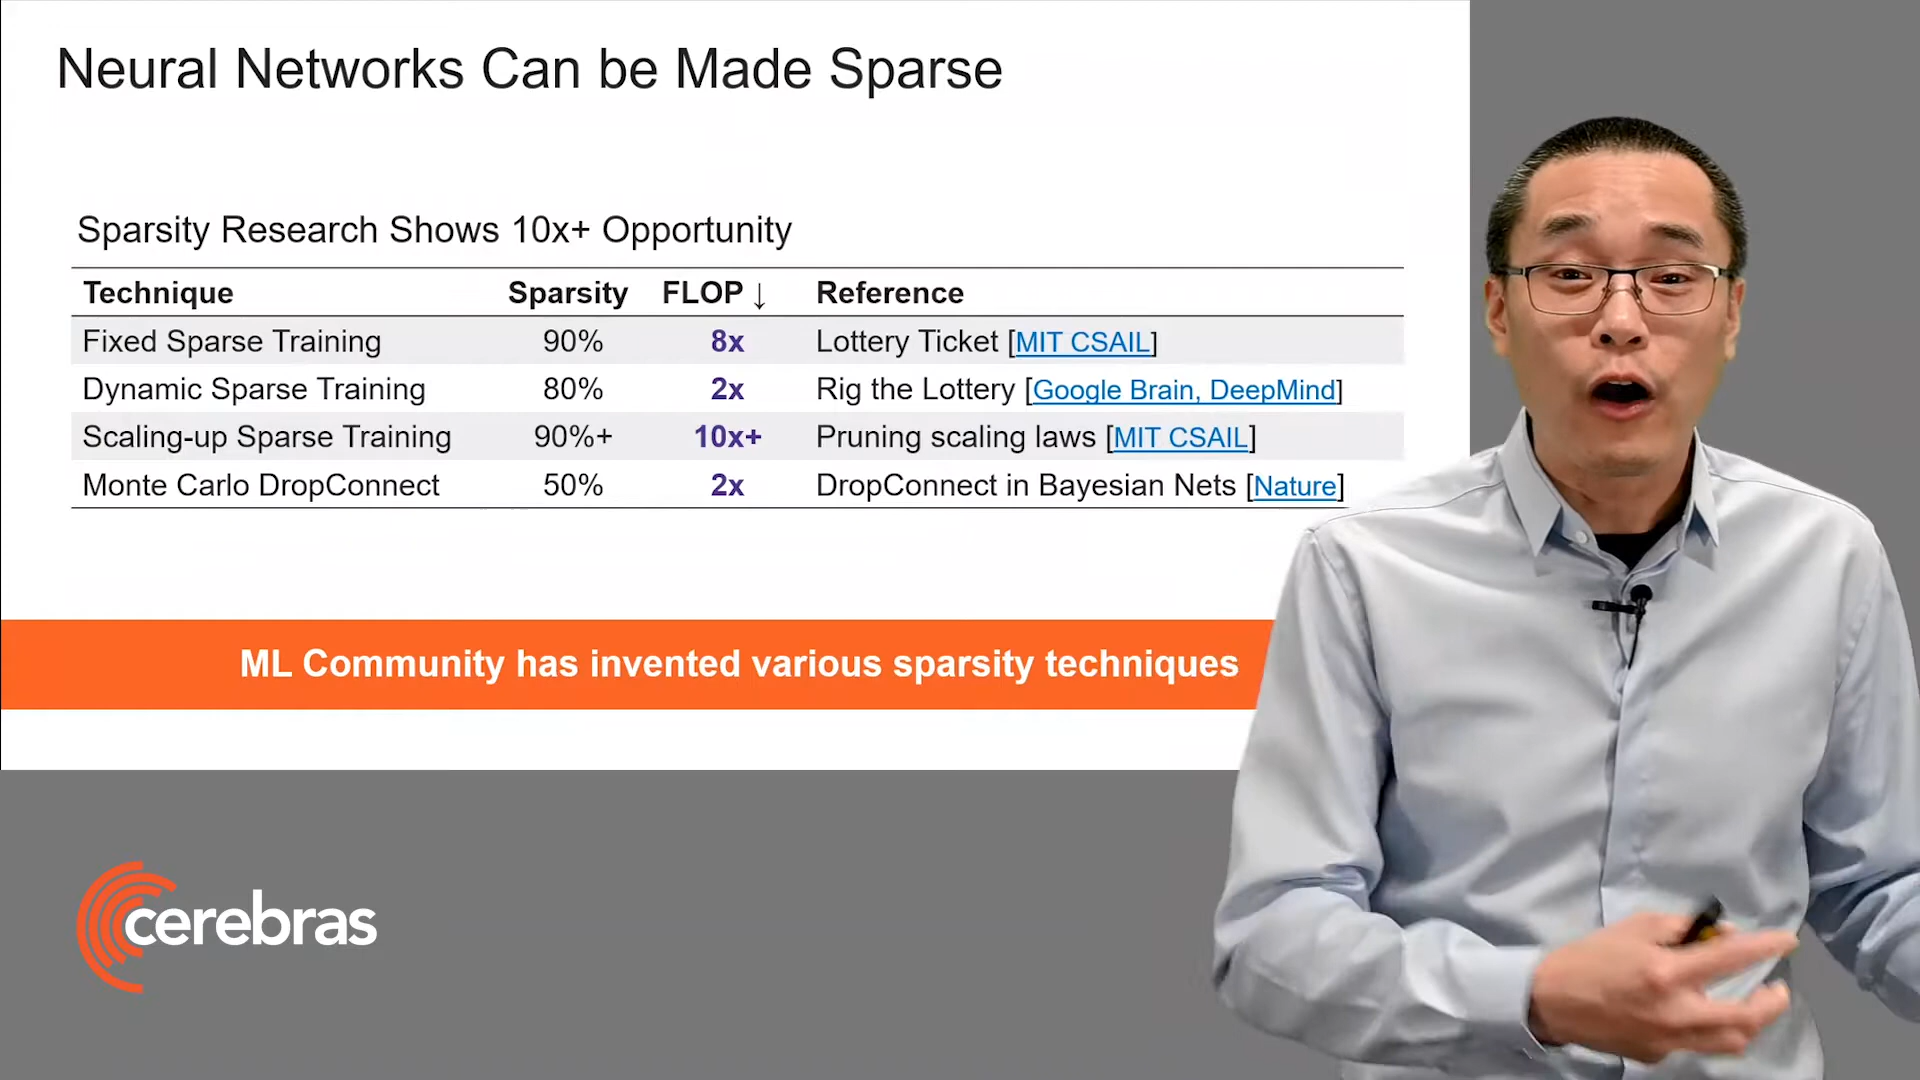 Neural Networks Can be Made Sparse
Sparsity Research Shows 10x+ Opportunity
Technique Sparsity FLOP ↓ Reference
Fixed Sparse Training 90% 8x Lottery Ticket [MIT CSAIL]
Dynamic Sparse Training 80% 2x Rig the Lottery [Google Brain, DeepMind]
Scaling-up Sparse Training 90%+ 10x+ Pruning scaling laws [MIT CSAIL]
Monte Carlo DropConnect 50% 2x DropConnect in Bayesian Nets [Nature]
ML Community has invented various sparsity techniques
cerebras